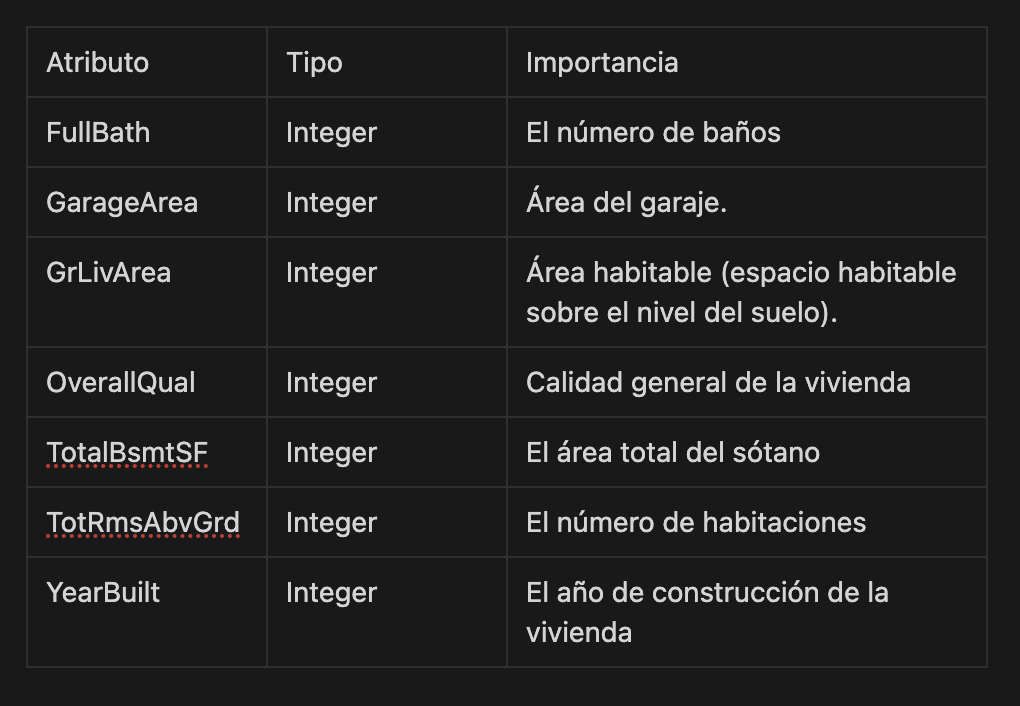 Atributo Tipo Importancia
FullBath Integer El número de baños
GarageArea Integer Área del garaje.
GrLivArea Integer Área habitable (espacio habitable
sobre el nivel del suelo).
OverallQual Integer Calidad general de la vivienda
TotalBsmtSF Integer El área total del sótano
TotRmsAbvGrd Integer El número de habitaciones
YearBuilt Integer El año de construcción de la
vivienda